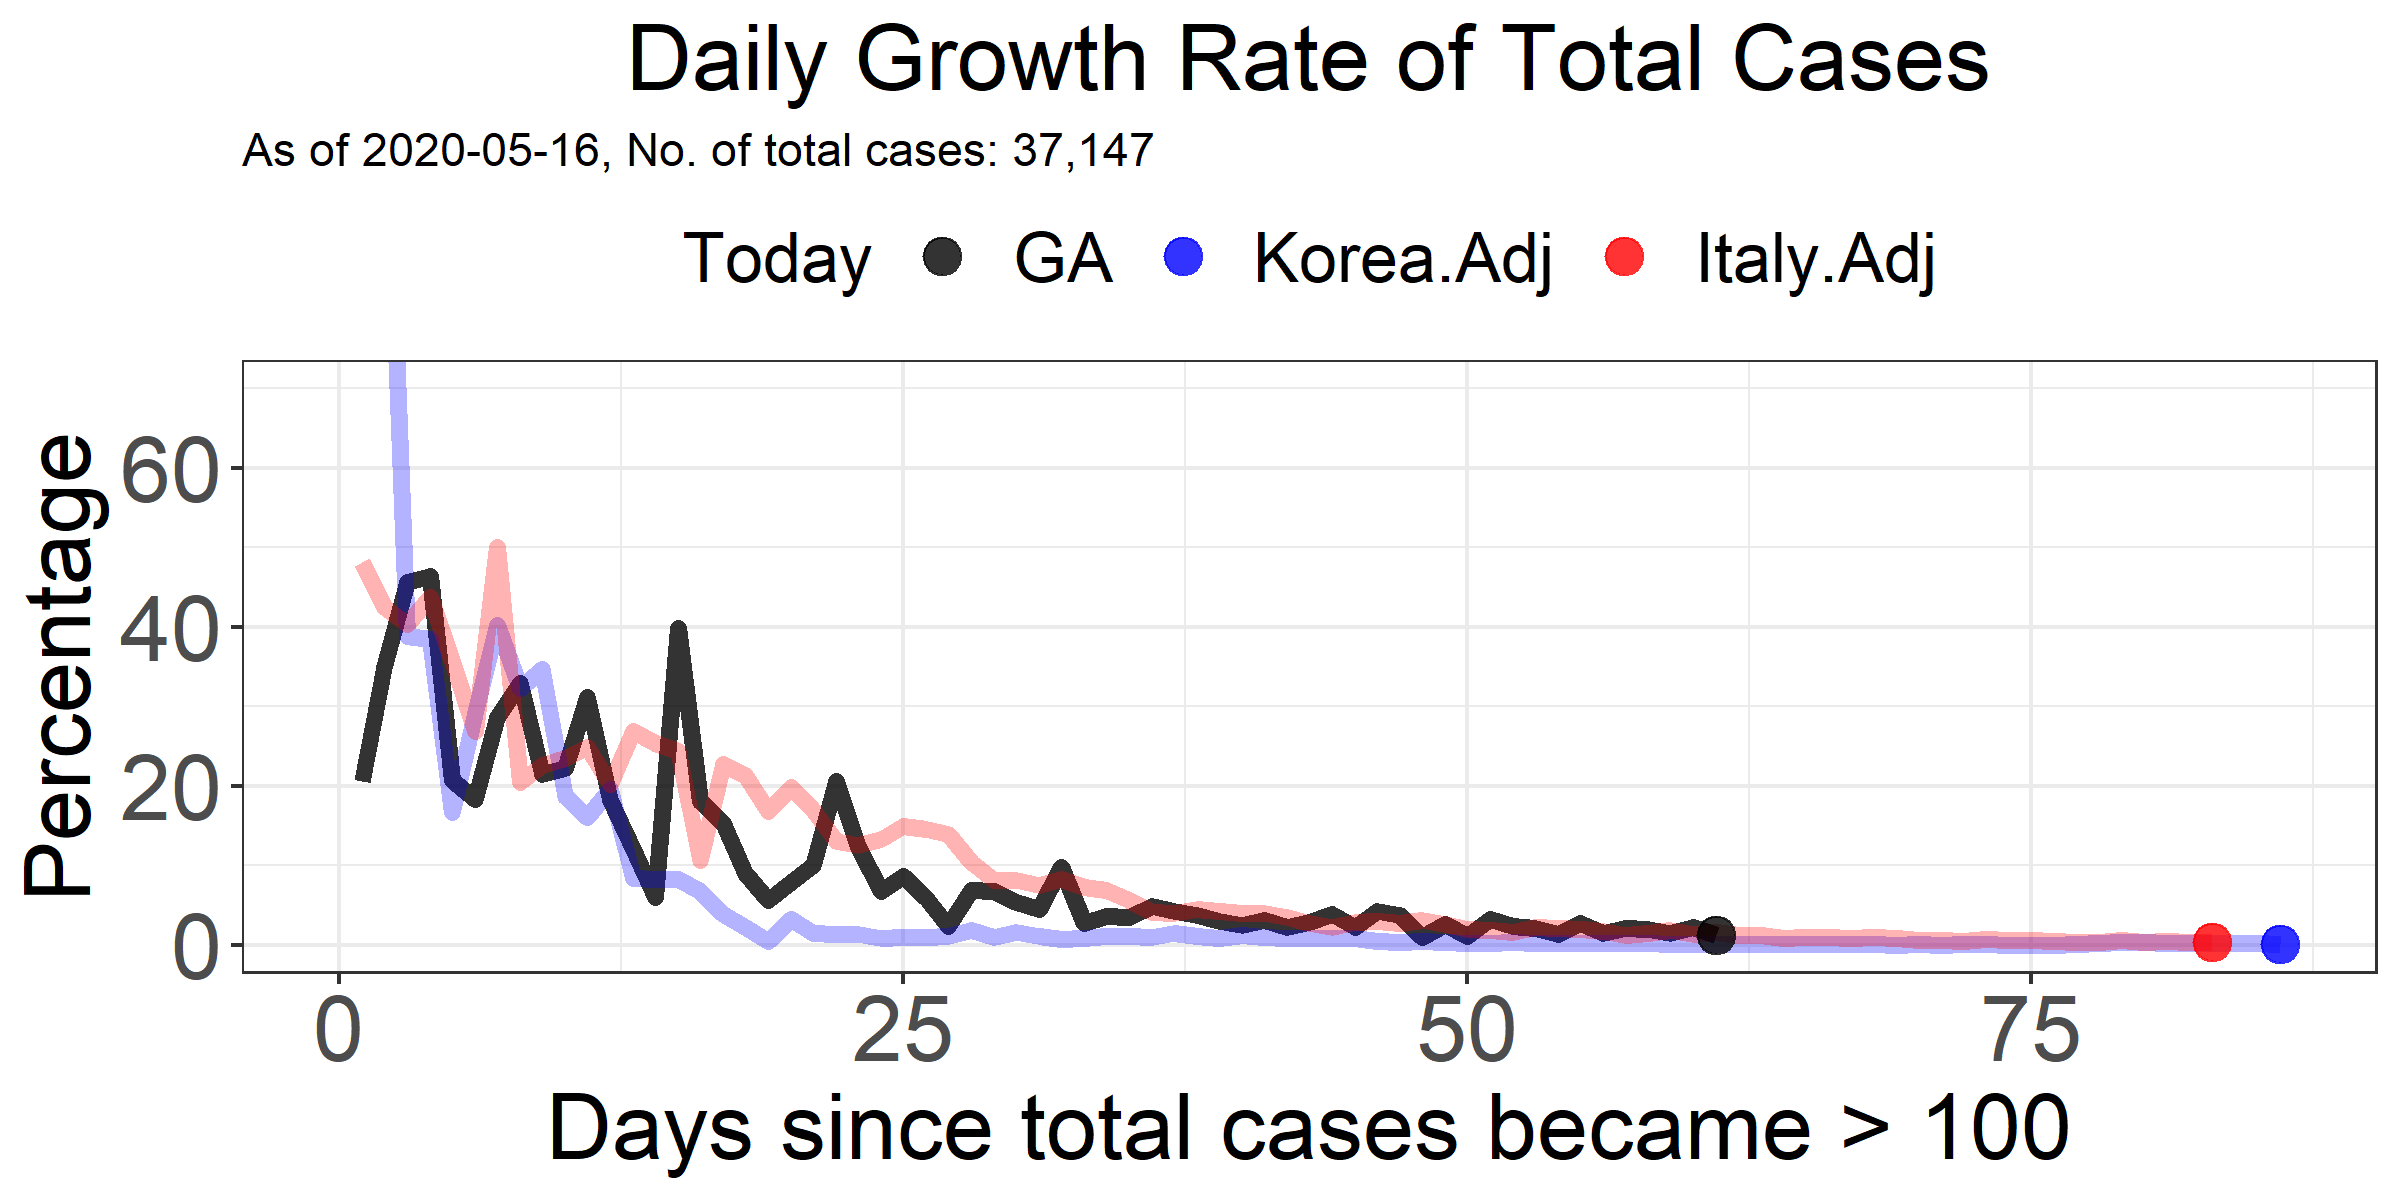 Daily Growth Rate of Total Cases
As of 2020-05-16, No. of total cases: 37,147
Today GA Korea.Adj Italy.Adj
Percentage
60
40
20
0
0 25 50 75
Days since total cases became > 100